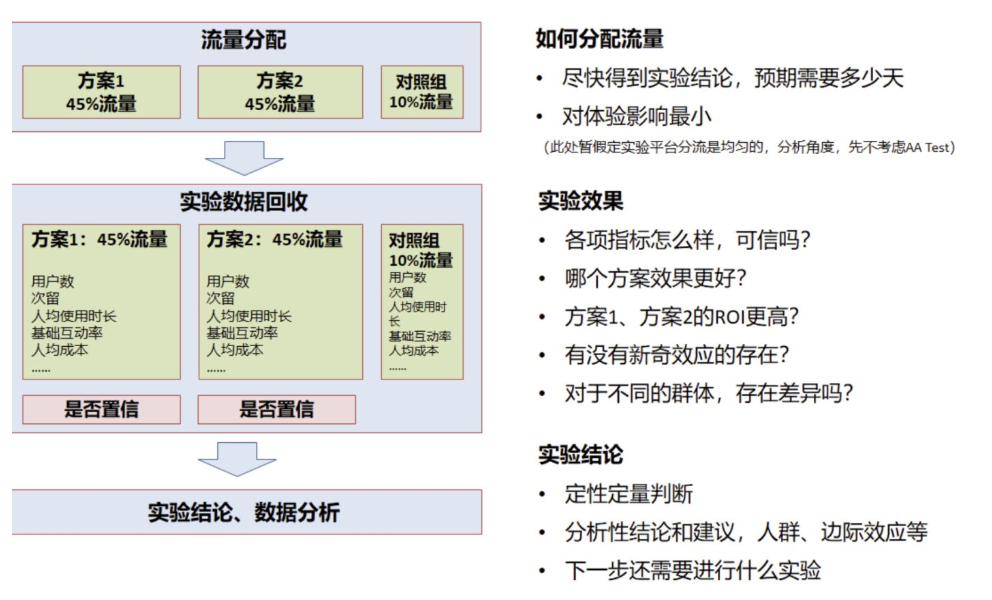 流量分配
方案1
45%流量
方案2
45%流量
对照组
10%流量
实验数据回收
方案1：45%流量
用户数
次留
人均使用时长
基础互动率
人均成本
......
方案2：45%流量
用户数
次留
人均使用时长
基础互动率
人均成本
......
对照组
10%流量
用户数
次留
人均使用时
长
基础互动率
人均成本
......
是否置信
是否置信
实验结论、数据分析
如何分配流量
• 尽快得到实验结论，预期需要多少天
• 对体验影响最小
（此处暂假定实验平台分流是均匀的，分析角度，先不考虑AA Test）
实验效果
• 各项指标怎么样，可信吗？
• 哪个方案效果更好？
• 方案1、方案2的ROI更高？
• 有没有新奇效应的存在？
• 对于不同的群体，存在差异吗？
实验结论
• 定性定量判断
• 分析性结论和建议，人群、边际效应等
• 下一步还需要进行什么实验